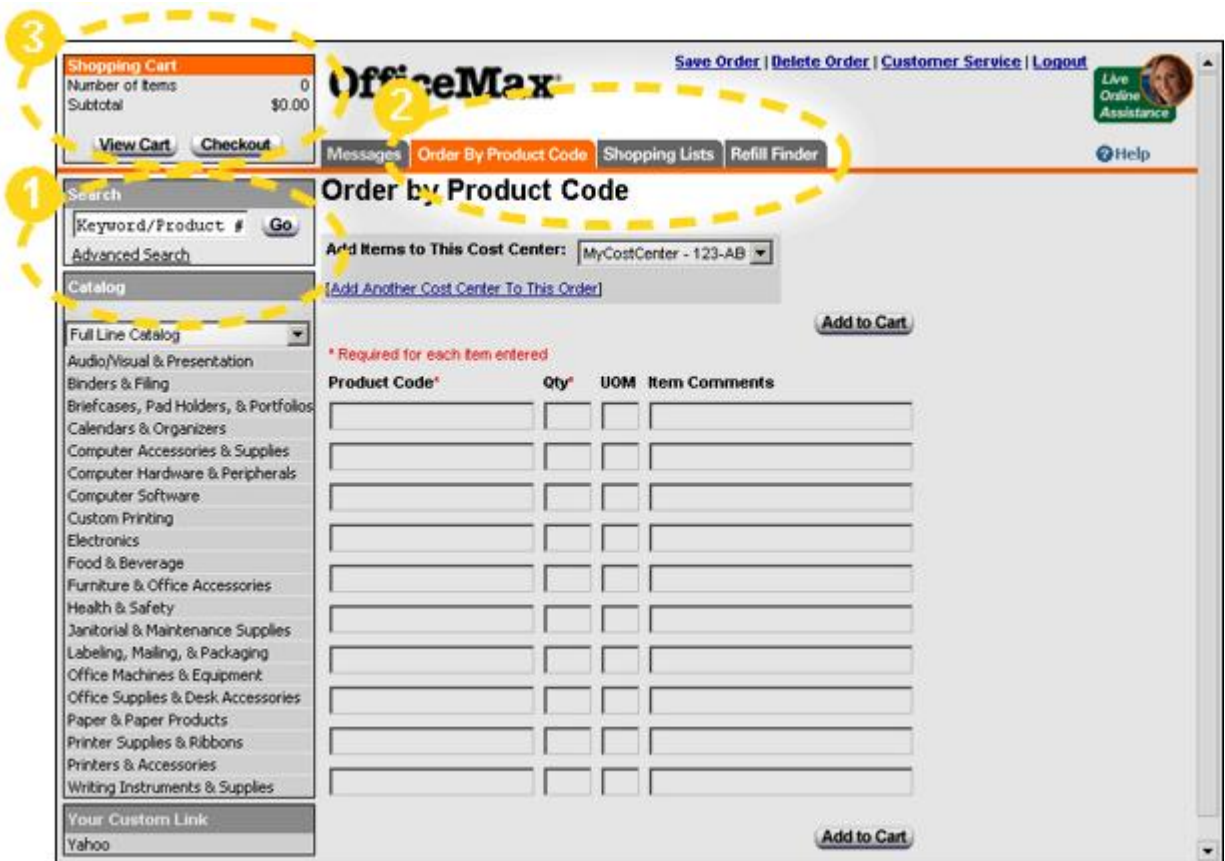 3
Shopping Cart
Number of Items 0
Subtotal $0.00
View Cart Checkout
OfficeMax
Save Order | Delete Order | Customer Service | Logout
Live
Online
Assistance
2
Messages Order By Product Code Shopping Lists Refill Finder
Help
1
Search
Keyword/Product # Go
Advanced Search
Catalog
Full Line Catalog
Audio/Visual & Presentation
Binders & Filing
Briefcases, Pad Holders, & Portfolios
Calendars & Organizers
Computer Accessories & Supplies
Computer Hardware & Peripherals
Computer Software
Custom Printing
Electronics
Food & Beverage
Furniture & Office Accessories
Health & Safety
Janitorial & Maintenance Supplies
Labeling, Mailing, & Packaging
Office Machines & Equipment
Office Supplies & Desk Accessories
Paper & Paper Products
Printer Supplies & Ribbons
Printers & Accessories
Writing Instruments & Supplies
Your Custom Link
Yahoo
Order by Product Code
Add Items to This Cost Center: MyCostCenter - 123-AB
[Add Another Cost Center To This Order]
Add to Cart
* Required for each item entered
Product Code* Qty* UOM Item Comments
Add to Cart